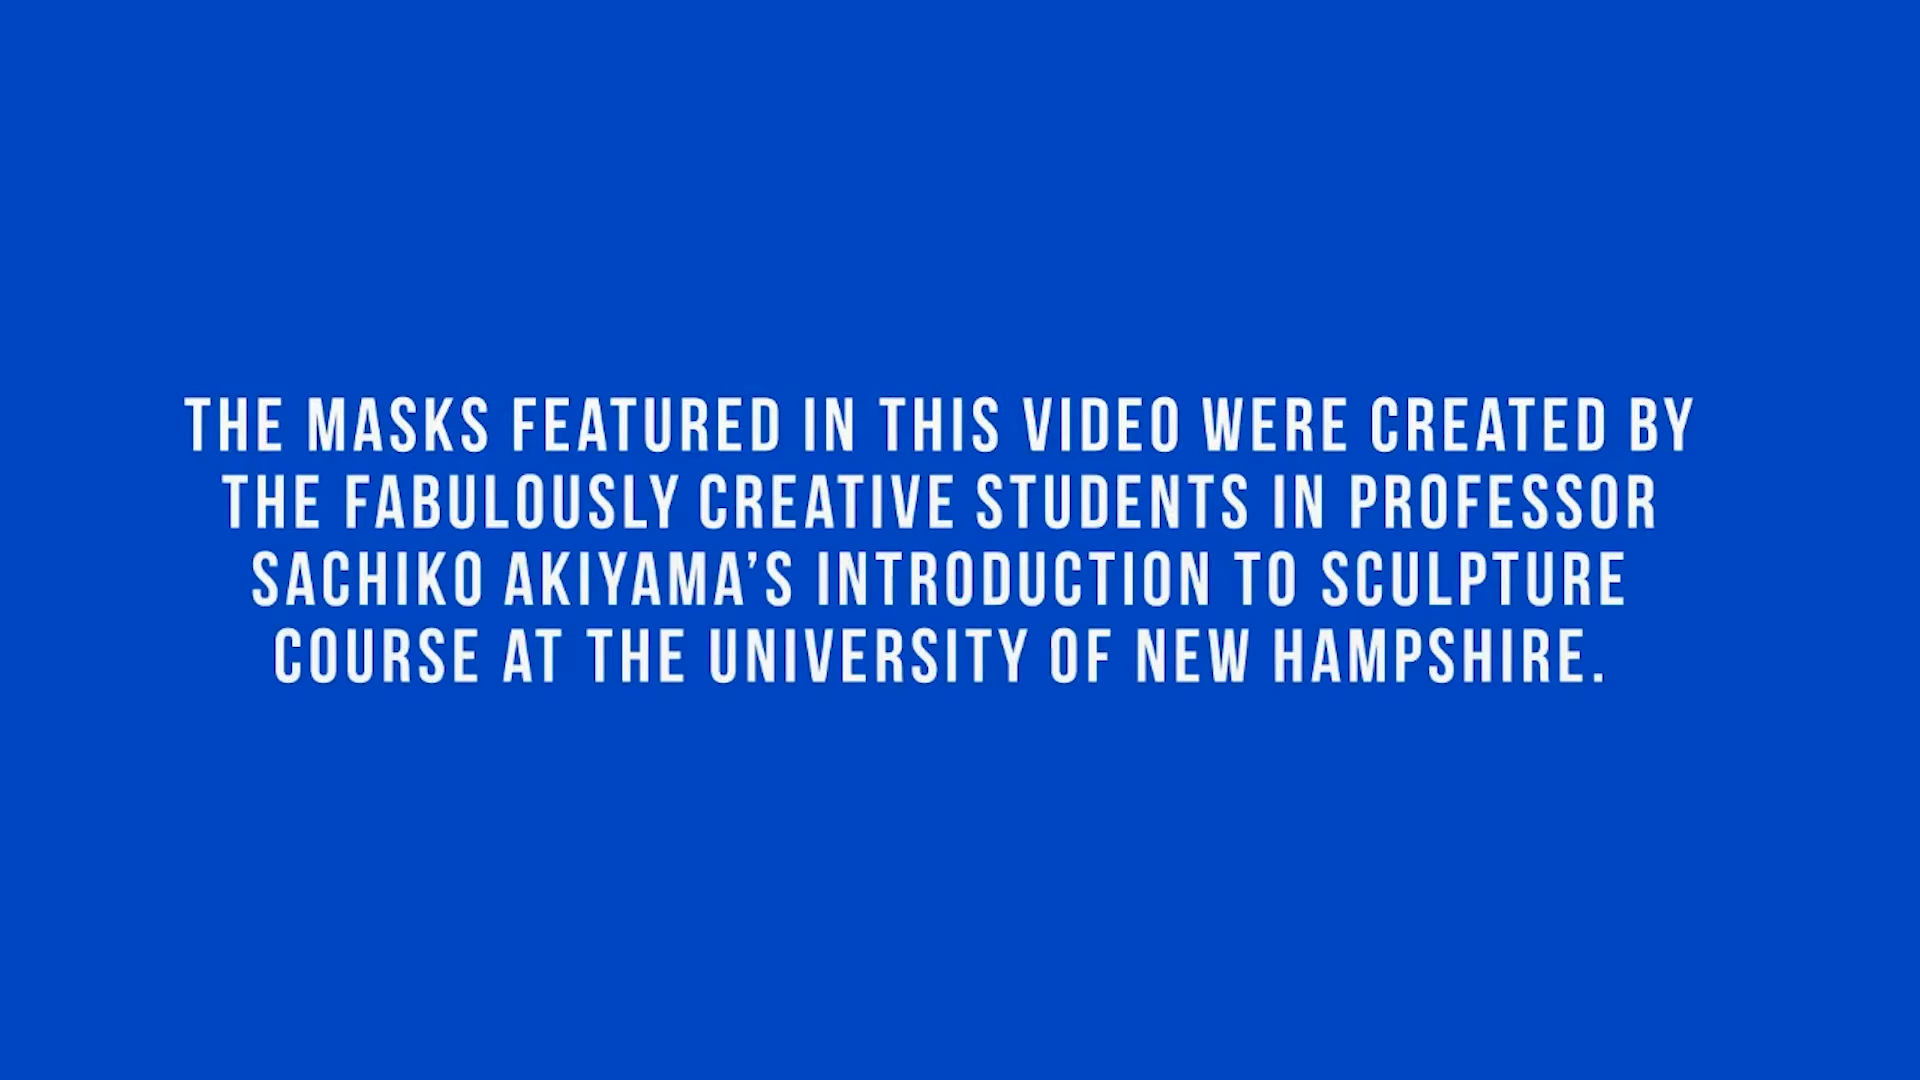 THE MASKS FEATURED IN THIS VIDEO WERE CREATED BY
THE FABULOUSLY CREATIVE STUDENTS IN PROFESSOR
SACHIKO AKIYAMA’S INTRODUCTION TO SCULPTURE
COURSE AT THE UNIVERSITY OF NEW HAMPSHIRE.